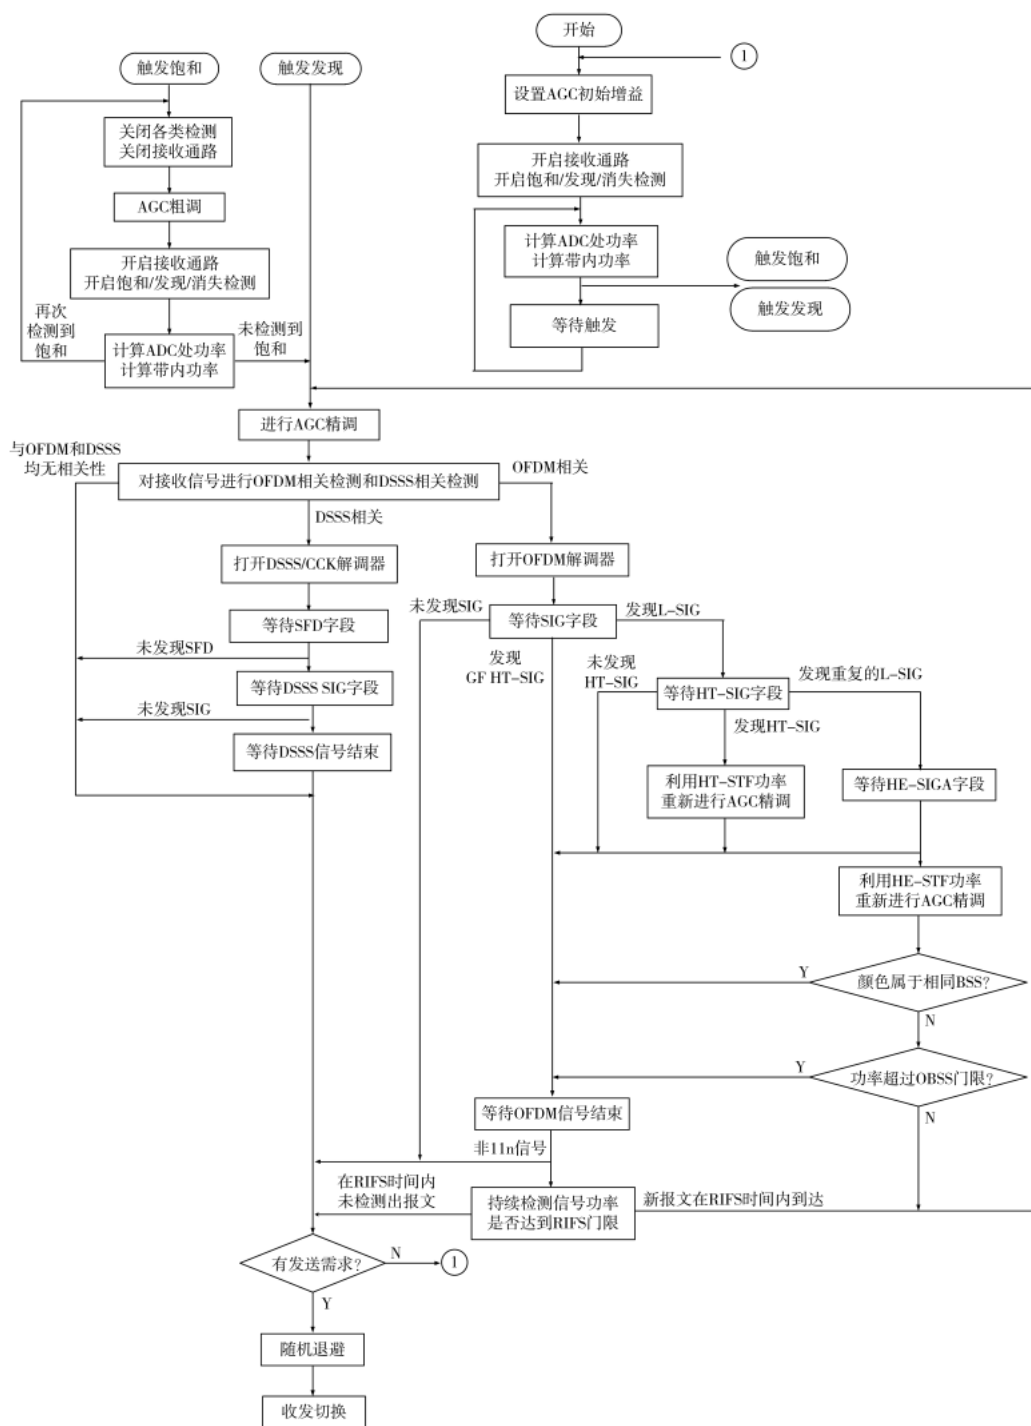 开始
1
触发饱和
触发发现
设置AGC初始增益
关闭各类检测
关闭接收通路
开启接收通路
开启饱和/发现/消失检测
AGC粗调
计算ADC处功率
计算带内功率
触发饱和
触发发现
开启接收通路
开启饱和/发现/消失检测
等待触发
再次
检测到
饱和
未检测到
饱和
计算ADC处功率
计算带内功率
进行AGC精调
与OFDM和DSSS
均无相关性
OFDM相关
对接收信号进行OFDM相关检测和DSSS相关检测
DSSS相关
打开DSSS/CCK解调器
打开OFDM解调器
未发现SIG
发现L-SIG
等待SFD字段
等待SIG字段
未发现SFD
发现
GF HT-SIG
未发现
HT-SIG
发现重复的L-SIG
等待DSSS SIG字段
等待HT-SIG字段
未发现SIG
发现HT-SIG
等待DSSS信号结束
利用HT-STF功率
重新进行AGC精调
等待HE-SIGA字段
利用HE-STF功率
重新进行AGC精调
Y
颜色属于相同BSS?
N
Y
功率超过OBSS门限?
等待OFDM信号结束
N
非11n信号
在RIFS时间内
未检测出报文
持续检测信号功率
是否达到RIFS门限
新报文在RIFS时间内到达
有发送需求?
N
1
Y
随机退避
收发切换